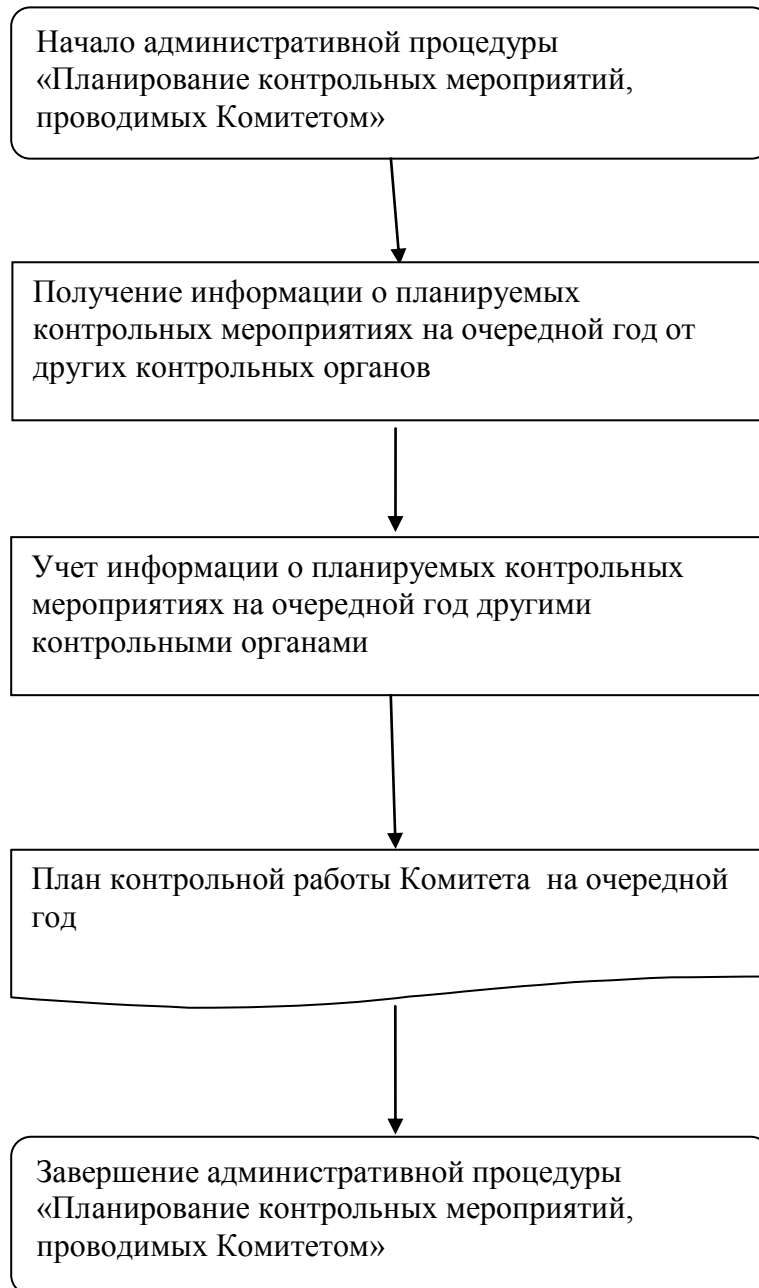 Начало административной процедуры
«Планирование контрольных мероприятий,
проводимых Комитетом»
Получение информации о планируемых
контрольных мероприятиях на очередной год от
других контрольных органов
Учет информации о планируемых контрольных
мероприятиях на очередной год другими
контрольными органами
План контрольной работы Комитета  на очередной
год
Завершение административной процедуры
«Планирование контрольных мероприятий,
проводимых Комитетом»